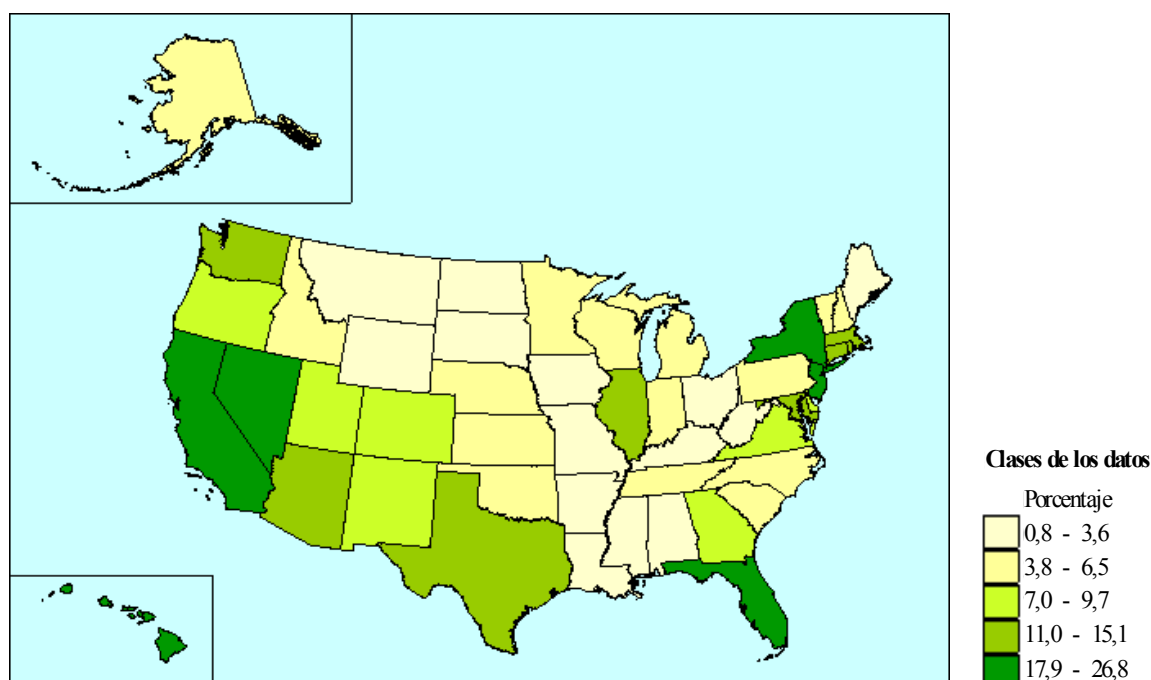 Clases de los datos
Porcentaje
0,8 - 3,6
3,8 - 6,5
7,0 - 9,7
11,0 - 15,1
17,9 - 26,8